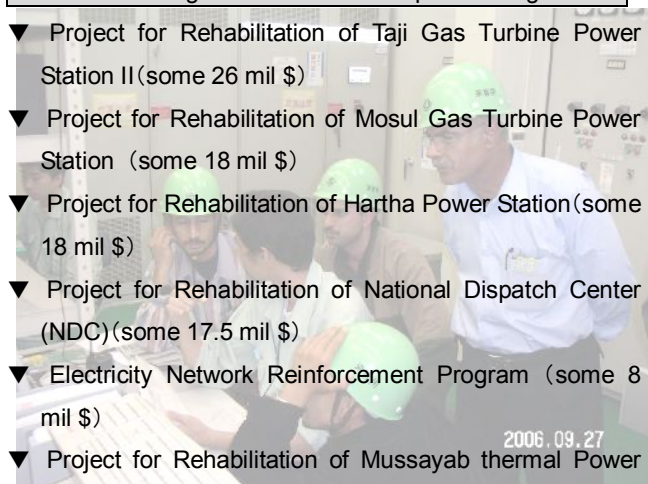 ▼ Project for Rehabilitation of Taji Gas Turbine Power
Station II(some 26 mil $)
▼ Project for Rehabilitation of Mosul Gas Turbine Power
Station (some 18 mil $)
▼ Project for Rehabilitation of Hartha Power Station(some
18 mil $)
▼ Project for Rehabilitation of National Dispatch Center
(NDC)(some 17.5 mil $)
▼ Electricity Network Reinforcement Program (some 8
mil $)
2006.09.27
▼ Project for Rehabilitation of Mussayab thermal Power